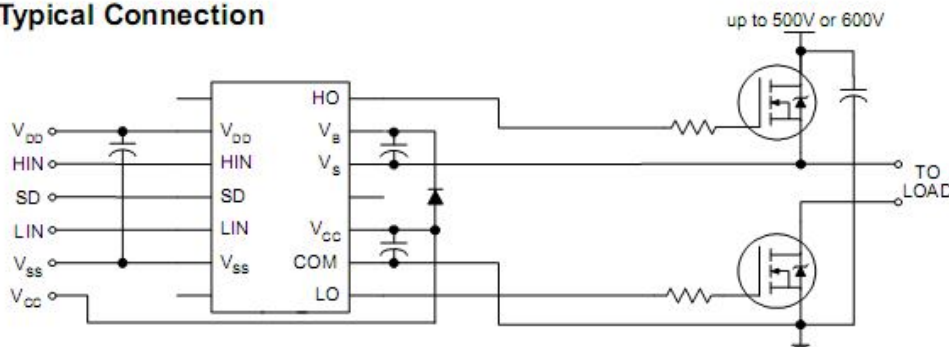 Typical Connection
up to 500V or 600V
HO
V_DD
V_DD
V_B
HIN
HIN
V_S
TO
LOAD
SD
SD
LIN
LIN
V_CC
V_SS
V_SS
COM
V_CC
LO